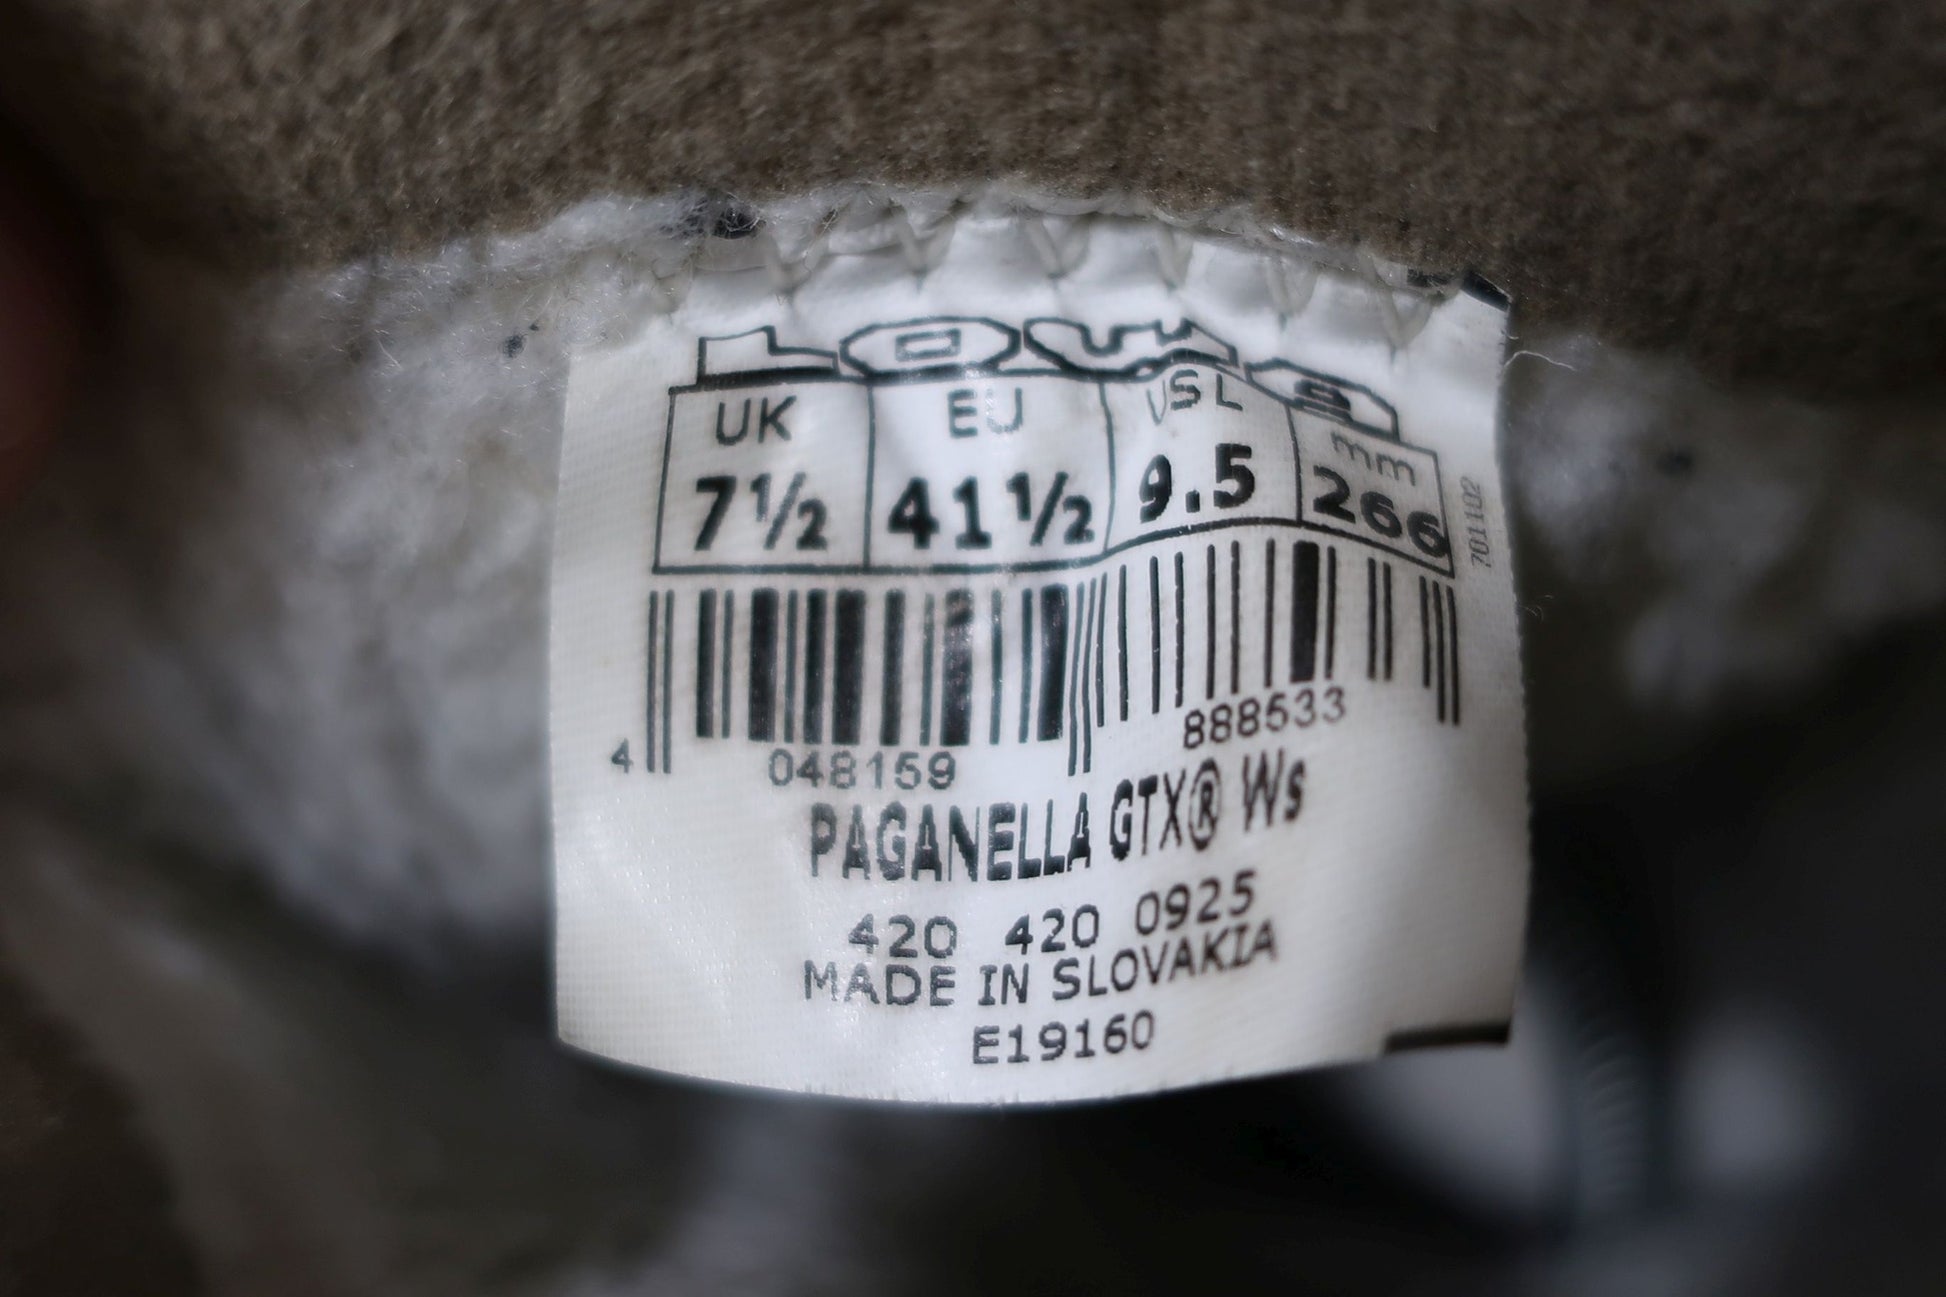 LOWA
UK EU USL mm
7½ 41½ 9.5 266
701102
4 048159 888533
PAGANELLA GTX® Ws
420 420 0925
MADE IN SLOVAKIA
E19160